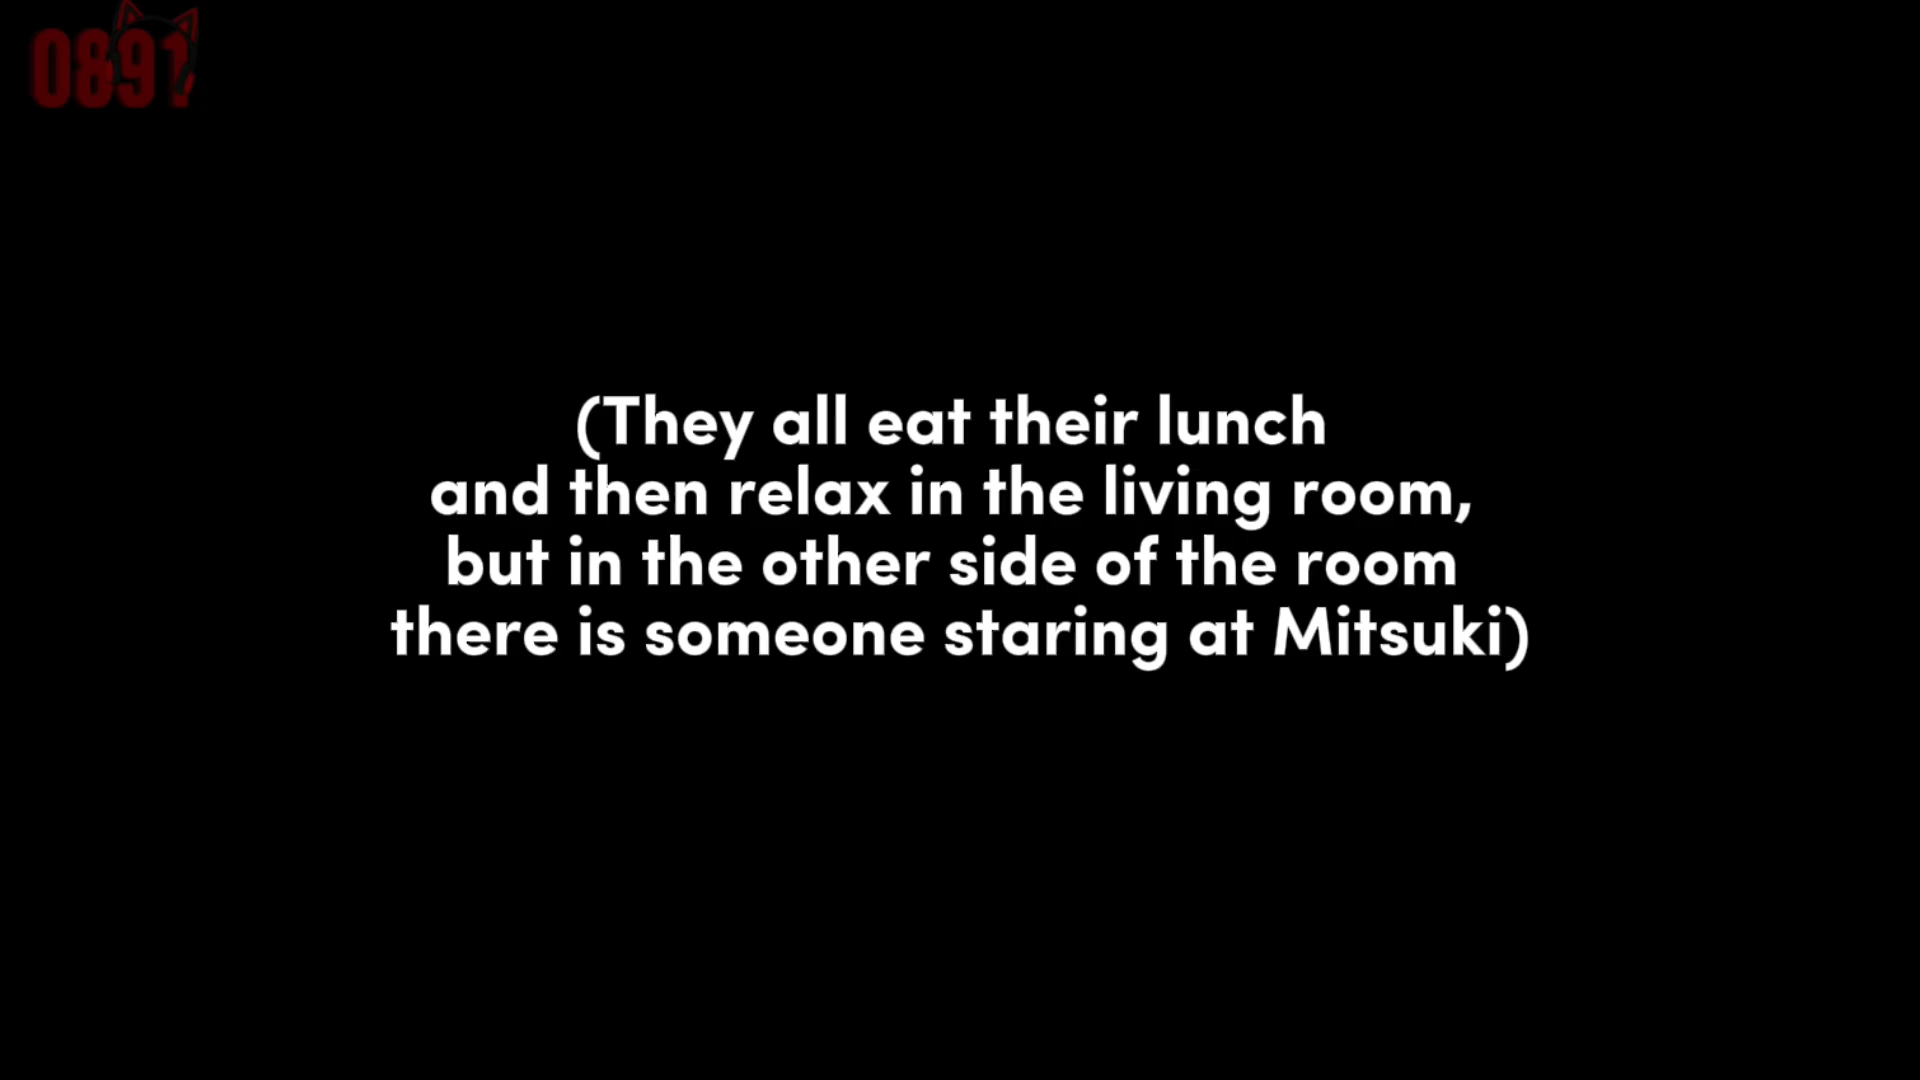 0891
(They all eat their lunch
and then relax in the living room,
but in the other side of the room
there is someone staring at Mitsuki)